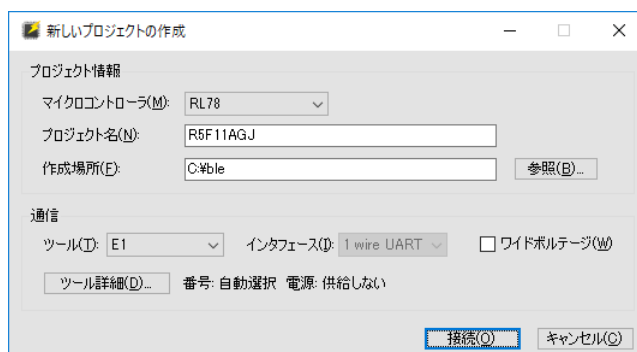 新しいプロジェクトの作成
プロジェクト情報
マイクロコントローラ(M): RL78
プロジェクト名(N): R5F11AGJ
作成場所(F): C:¥ble 参照(B)...
通信
ツール(T): E1 インタフェース(I): 1 wire UART ワイドボルテージ(W)
ツール詳細(D)... 番号: 自動選択 電源: 供給しない
接続(O) キャンセル(C)